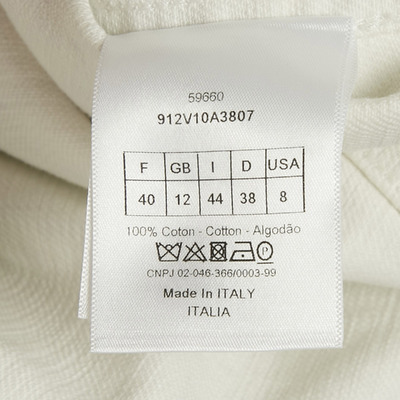 59660
912V10A3807
F GB I D USA
40 12 44 38 8
100% Coton - Cotton - Algodão
P
CNPJ 02-046-366/0003-99
Made In ITALY
ITALIA